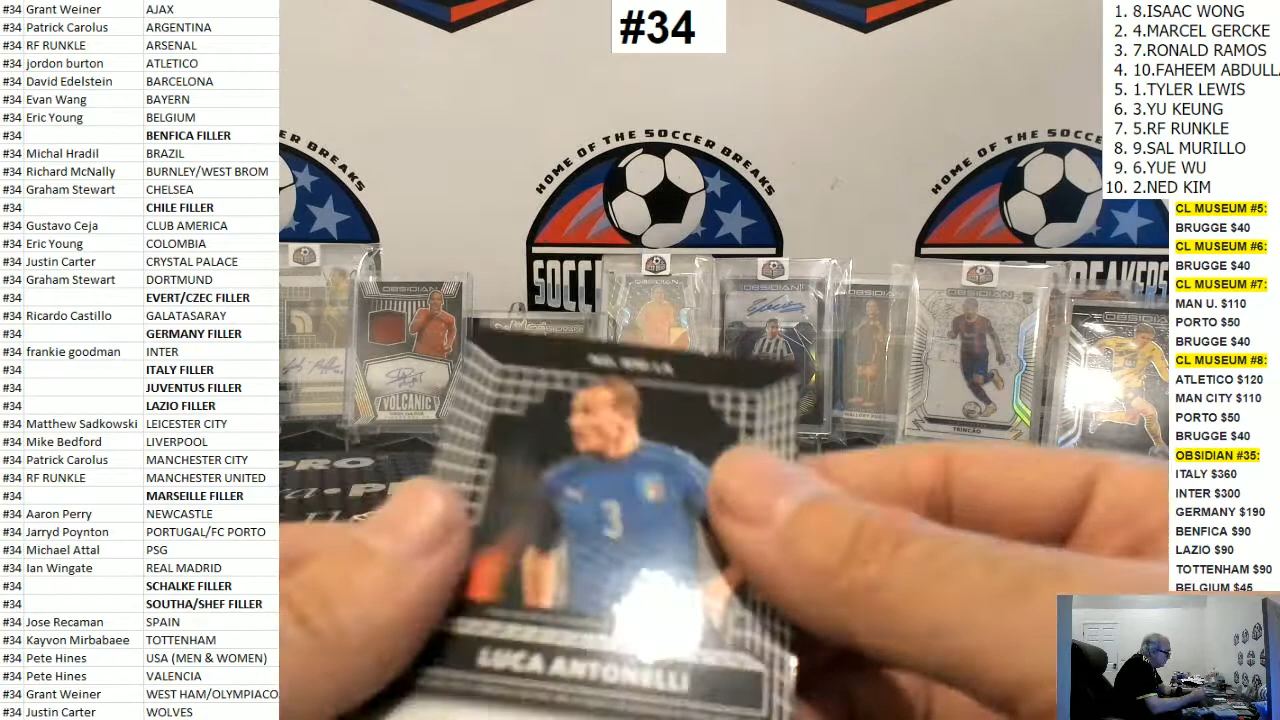 #34 Grant Weiner AJAX
#34 Patrick Carolus ARGENTINA
#34 RF RUNKLE ARSENAL
#34 jordon burton ATLETICO
#34 David Edelstein BARCELONA
#34 Evan Wang BAYERN
#34 Eric Young BELGIUM
#34 BENFICA FILLER
#34 Michal Hradil BRAZIL
#34 Richard McNally BURNLEY/WEST BROM
#34 Graham Stewart CHELSEA
#34 CHILE FILLER
#34 Gustavo Ceja CLUB AMERICA
#34 Eric Young COLOMBIA
#34 Justin Carter CRYSTAL PALACE
#34 Graham Stewart DORTMUND
#34 EVERT/CZEC FILLER
#34 Ricardo Castillo GALATASARAY
#34 GERMANY FILLER
#34 frankie goodman INTER
#34 ITALY FILLER
#34 JUVENTUS FILLER
#34 LAZIO FILLER
#34 Matthew Sadkowski LEICESTER CITY
#34 Mike Bedford LIVERPOOL
#34 Patrick Carolus MANCHESTER CITY
#34 RF RUNKLE MANCHESTER UNITED
#34 MARSEILLE FILLER
#34 Aaron Perry NEWCASTLE
#34 Jarryd Poynton PORTUGAL/FC PORTO
#34 Michael Attal PSG
#34 Ian Wingate REAL MADRID
#34 SCHALKE FILLER
#34 SOUTHA/SHEF FILLER
#34 Jose Recaman SPAIN
#34 Kayvon Mirbabaee TOTTENHAM
#34 Pete Hines USA (MEN & WOMEN)
#34 Pete Hines VALENCIA
#34 Grant Weiner WEST HAM/OLYMPIACO
#34 Justin Carter WOLVES
#34
HOME OF THE SOCCER BREAKS
HOME OF THE SOCCER BREAKS
SOCC
OBSIDIAN
VOLCANIC
TRINCAO
3
LUCA ANTONELLI
1. 8.ISAAC WONG
2. 4.MARCEL GERCKE
3. 7.RONALD RAMOS
4. 10.FAHEEM ABDULLA
5. 1.TYLER LEWIS
6. 3.YU KEUNG
7. 5.RF RUNKLE
8. 9.SAL MURILLO
9. 6.YUE WU
10. 2.NED KIM
CL MUSEUM #5:
BRUGGE $40
CL MUSEUM #6:
BRUGGE $40
CL MUSEUM #7:
MAN U. $110
PORTO $50
BRUGGE $40
CL MUSEUM #8:
ATLETICO $120
MAN CITY $110
PORTO $50
BRUGGE $40
OBSIDIAN #35:
ITALY $360
INTER $300
GERMANY $190
BENFICA $90
LAZIO $90
TOTTENHAM $90
BELGIUM $45